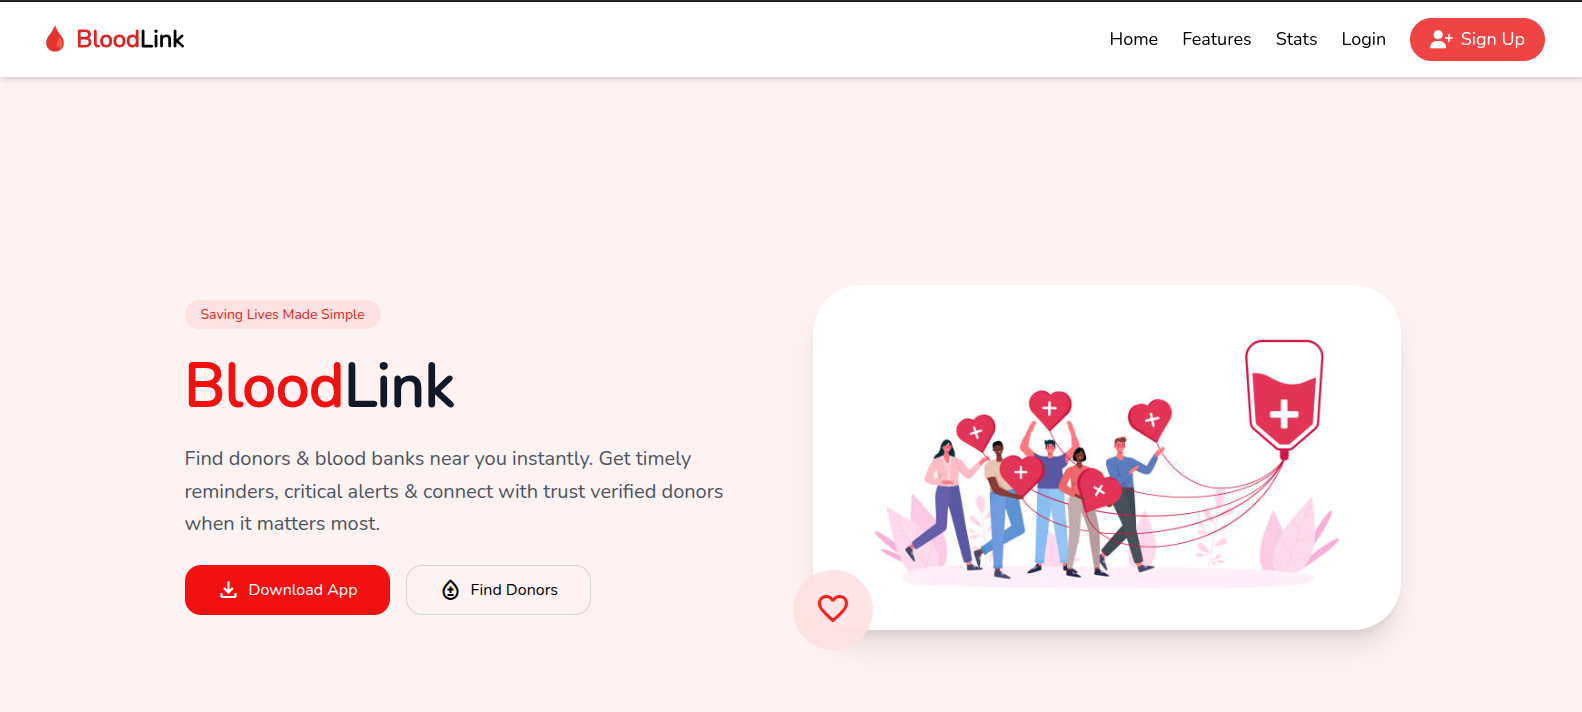 BloodLink
Home Features Stats Login Sign Up
Saving Lives Made Simple
BloodLink
Find donors & blood banks near you instantly. Get timely
reminders, critical alerts & connect with trust verified donors
when it matters most.
Download App Find Donors